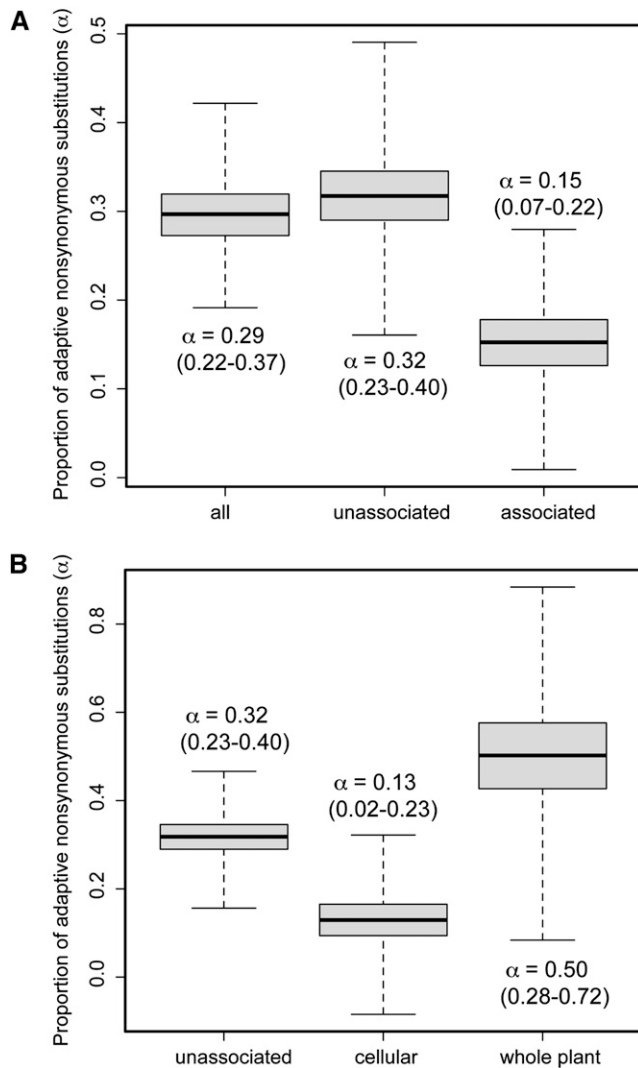 A
Proportion of adaptive nonsynonymous substitutions (α)
0.5
0.4
0.3
0.2
0.1
0.0
α = 0.29
(0.22-0.37)
α = 0.32
(0.23-0.40)
α = 0.15
(0.07-0.22)
all unassociated associated
B
Proportion of adaptive nonsynonymous substitutions (α)
0.8
0.6
0.4
0.2
0.0
α = 0.32
(0.23-0.40)
α = 0.13
(0.02-0.23)
α = 0.50
(0.28-0.72)
unassociated cellular whole plant